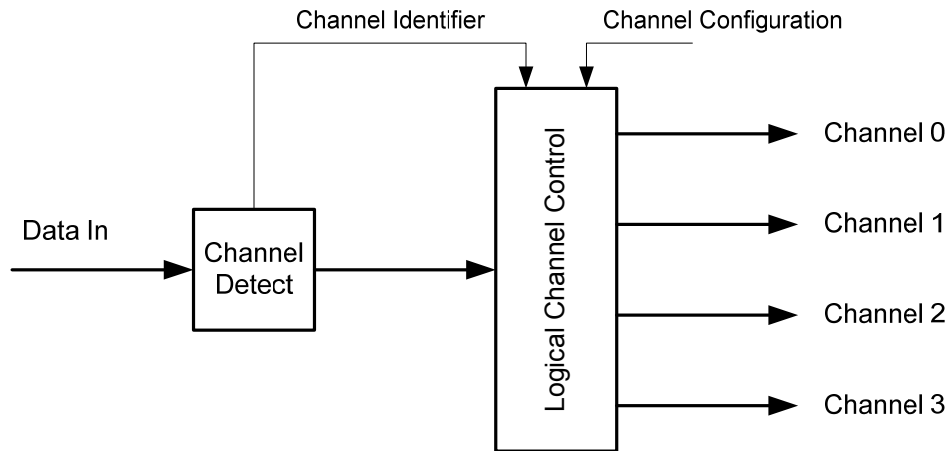 Channel Identifier
Channel Configuration
Data In
Channel
Detect
Logical Channel Control
Channel 0
Channel 1
Channel 2
Channel 3